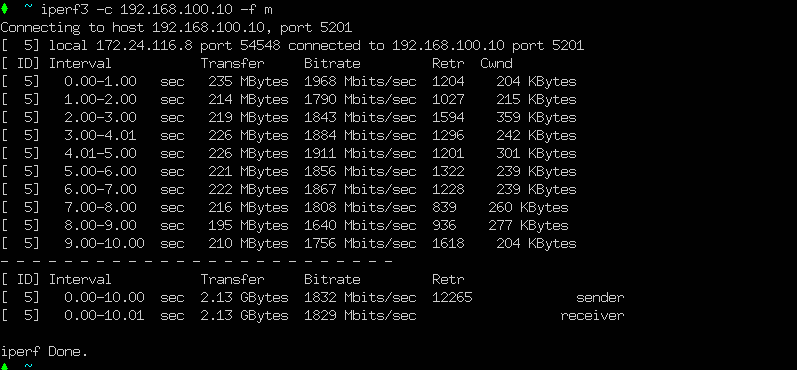 ~ iperf3 -c 192.168.100.10 -f m
Connecting to host 192.168.100.10, port 5201
[  5] local 172.24.116.8 port 54548 connected to 192.168.100.10 port 5201
[ ID] Interval           Transfer     Bitrate         Retr  Cwnd
[  5]   0.00-1.00   sec   235 MBytes  1968 Mbits/sec  1204    204 KBytes
[  5]   1.00-2.00   sec   214 MBytes  1790 Mbits/sec  1027    215 KBytes
[  5]   2.00-3.00   sec   219 MBytes  1843 Mbits/sec  1594    359 KBytes
[  5]   3.00-4.01   sec   226 MBytes  1884 Mbits/sec  1296    242 KBytes
[  5]   4.01-5.00   sec   226 MBytes  1911 Mbits/sec  1201    301 KBytes
[  5]   5.00-6.00   sec   221 MBytes  1856 Mbits/sec  1322    239 KBytes
[  5]   6.00-7.00   sec   222 MBytes  1867 Mbits/sec  1228    239 KBytes
[  5]   7.00-8.00   sec   216 MBytes  1808 Mbits/sec  839    260 KBytes
[  5]   8.00-9.00   sec   195 MBytes  1640 Mbits/sec  936    277 KBytes
[  5]   9.00-10.00  sec   210 MBytes  1756 Mbits/sec  1618    204 KBytes
- - - - - - - - - - - - - - - - - - - - - - - - -
[ ID] Interval           Transfer     Bitrate         Retr
[  5]   0.00-10.00  sec  2.13 GBytes  1832 Mbits/sec  12265             sender
[  5]   0.00-10.01  sec  2.13 GBytes  1829 Mbits/sec                  receiver
iperf Done.
~